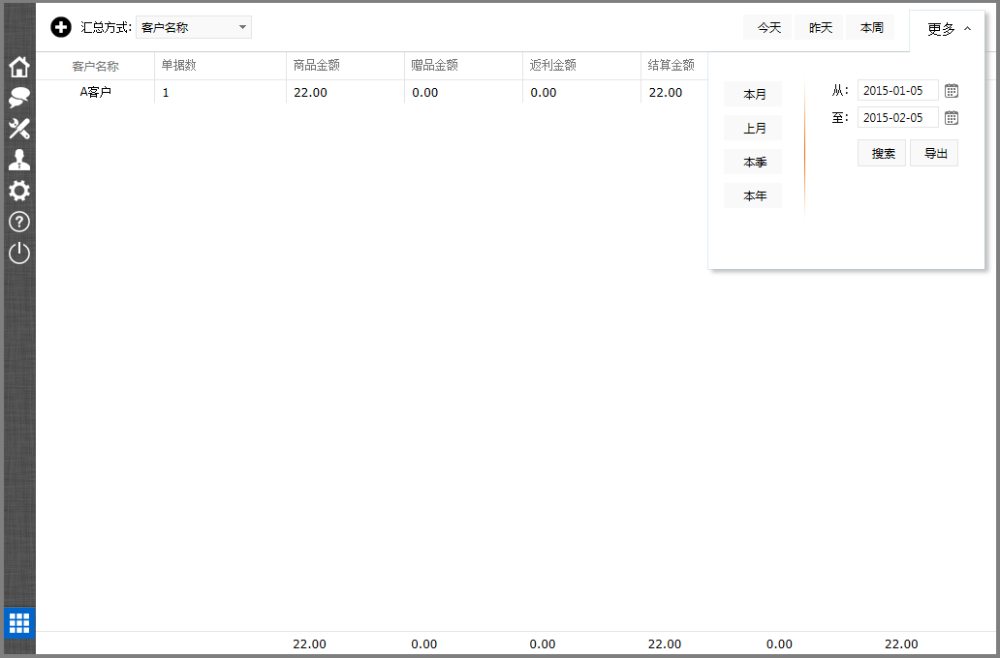 汇总方式: 客户名称 今天 昨天 本周 更多
客户名称 单据数 商品金额 赠品金额 返利金额 结算金额
A客户 1 22.00 0.00 0.00 22.00
本月
上月
本季
本年
从: 2015-01-05
至: 2015-02-05
搜索 导出
22.00 0.00 0.00 22.00 0.00 22.00